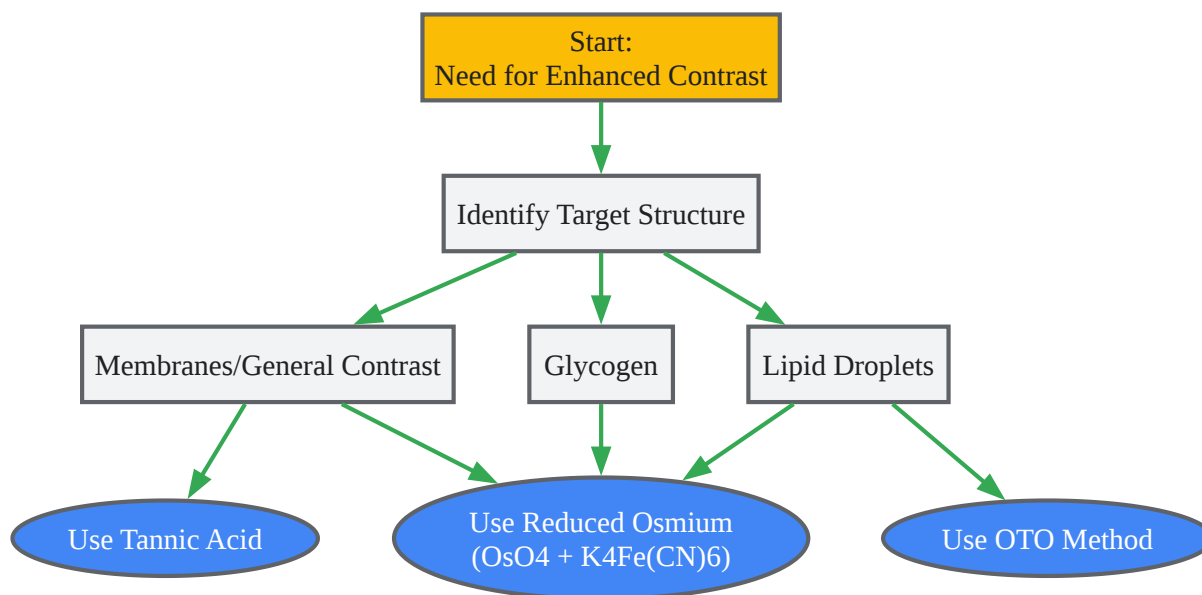 Start:
Need for Enhanced Contrast
Identify Target Structure
Membranes/General Contrast
Glycogen
Lipid Droplets
Use Tannic Acid
Use Reduced Osmium
(OsO4 + K4Fe(CN)6)
Use OTO Method